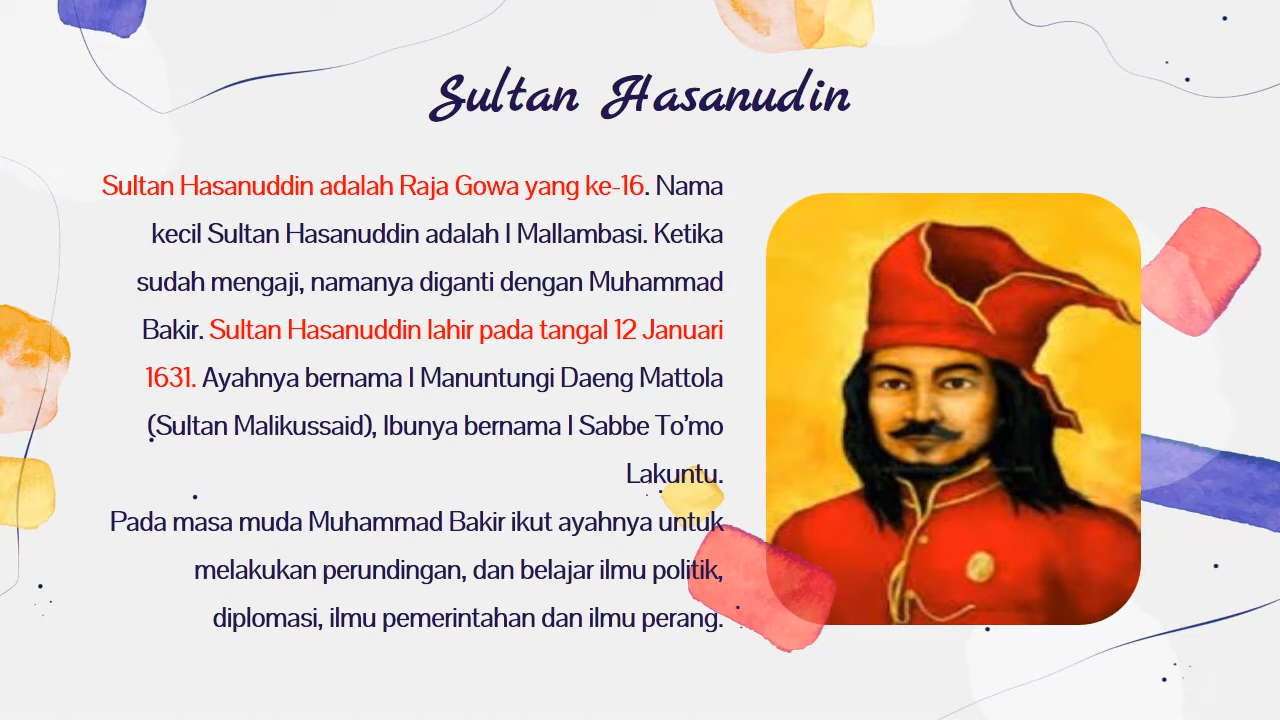 Sultan Hasanudin
Sultan Hasanuddin adalah Raja Gowa yang ke-16. Nama
kecil Sultan Hasanuddin adalah I Mallambasi. Ketika
sudah mengaji, namanya diganti dengan Muhammad
Bakir. Sultan Hasanuddin lahir pada tangal 12 Januari
1631. Ayahnya bernama I Manuntungi Daeng Mattola
(Sultan Malikussaid), Ibunya bernama I Sabbe To’mo
Lakuntu.
Pada masa muda Muhammad Bakir ikut ayahnya untuk
melakukan perundingan, dan belajar ilmu politik,
diplomasi, ilmu pemerintahan dan ilmu perang.